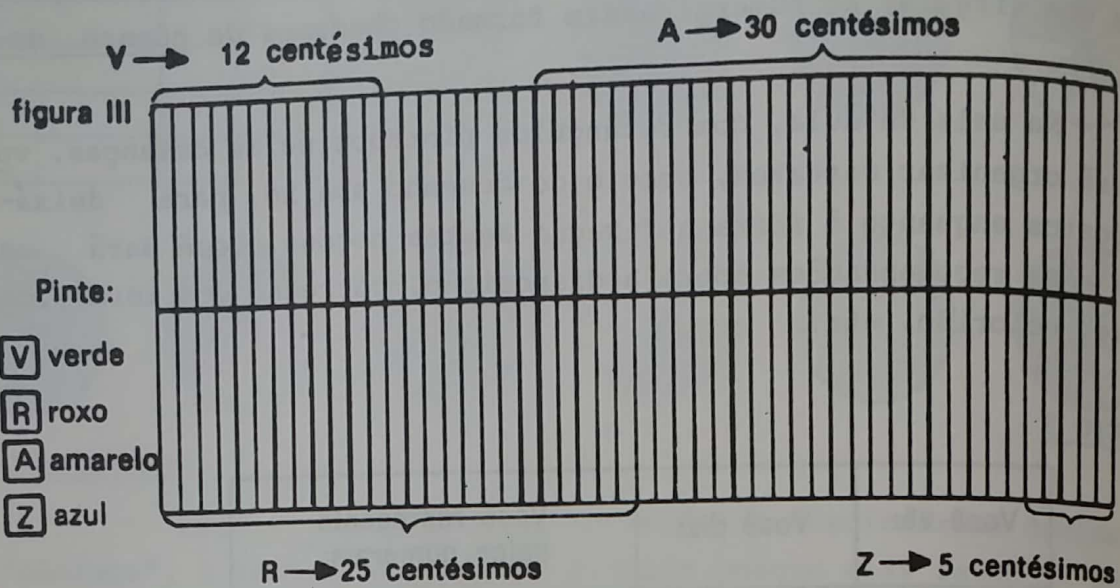 V → 12 centésimos
A → 30 centésimos
figura III
Pinte:
V verde
R roxo
A amarelo
Z azul
R → 25 centésimos
Z → 5 centésimos